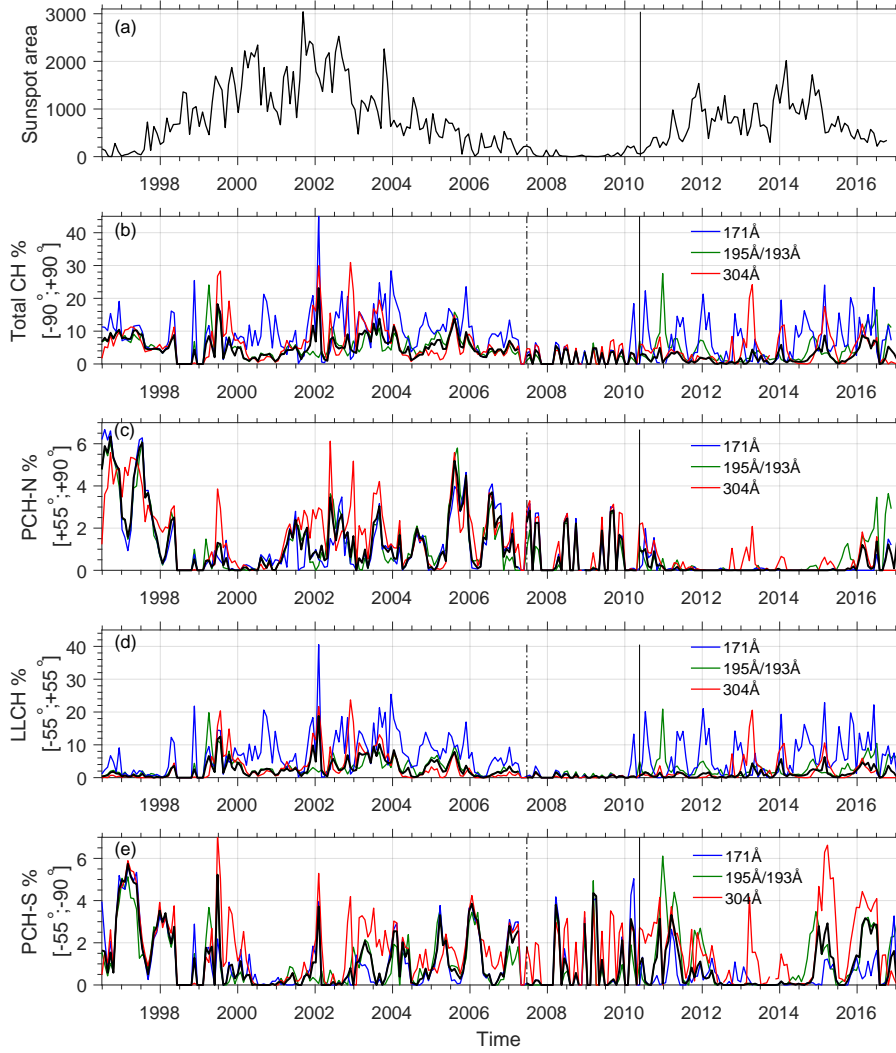 (a)
Sunspot area
3000
2000
1000
0
1998 2000 2002 2004 2006 2008 2010 2012 2014 2016
(b)
Total CH %
[-90°;+90°]
40
30
20
10
0
171Å
195Å/193Å
304Å
1998 2000 2002 2004 2006 2008 2010 2012 2014 2016
(c)
PCH-N %
[+55°;+90°]
6
4
2
0
171Å
195Å/193Å
304Å
1998 2000 2002 2004 2006 2008 2010 2012 2014 2016
(d)
LLCH %
[-55°;+55°]
40
30
20
10
0
171Å
195Å/193Å
304Å
1998 2000 2002 2004 2006 2008 2010 2012 2014 2016
(e)
PCH-S %
[-55°;-90°]
6
4
2
0
171Å
195Å/193Å
304Å
1998 2000 2002 2004 2006 2008 2010 2012 2014 2016
Time